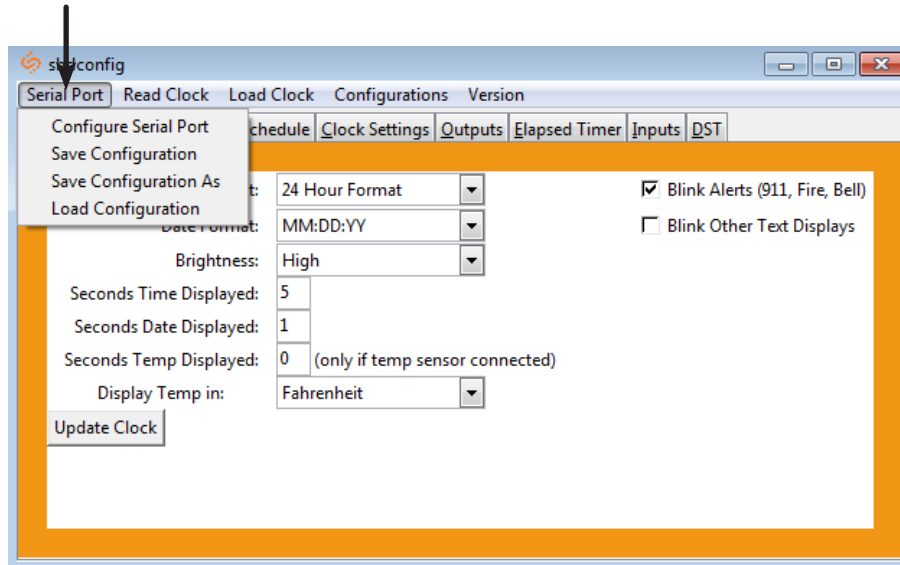 sbdconfig
Serial Port Read Clock Load Clock Configurations Version
Configure Serial Port
Save Configuration
Save Configuration As
Load Configuration
Clock Settings Outputs Elapsed Timer Inputs DST
24 Hour Format
Blink Alerts (911, Fire, Bell)
Date Format: MM:DD:YY
Blink Other Text Displays
Brightness: High
Seconds Time Displayed: 5
Seconds Date Displayed: 1
Seconds Temp Displayed: 0 (only if temp sensor connected)
Display Temp in: Fahrenheit
Update Clock